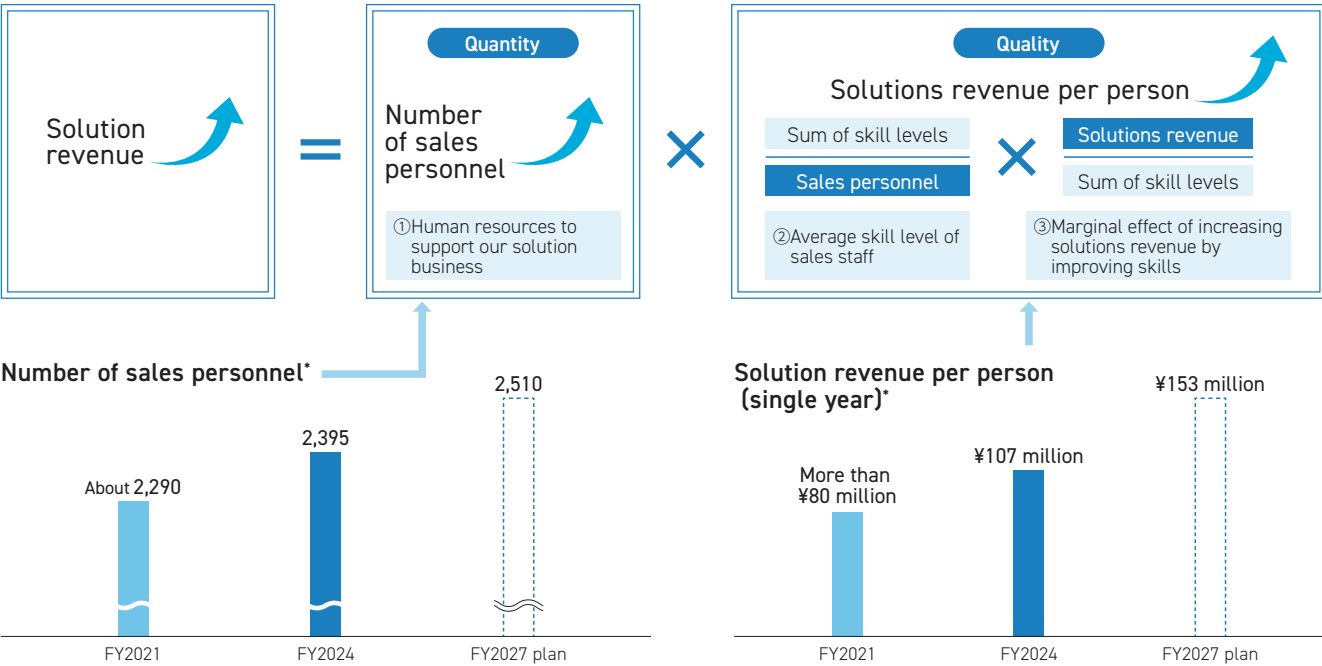 Solution
revenue
=
Quantity
Number
of sales
personnel
①Human resources to
support our solution
business
×
Quality
Solutions revenue per person
Sum of skill levels
Sales personnel
②Average skill level of
sales staff
×
Solutions revenue
Sum of skill levels
③Marginal effect of increasing
solutions revenue by
improving skills
Number of sales personnel*
About 2,290
2,395
2,510
FY2021
FY2024
FY2027 plan
Solution revenue per person
(single year)*
More than
¥80 million
¥107 million
¥153 million
FY2021
FY2024
FY2027 plan